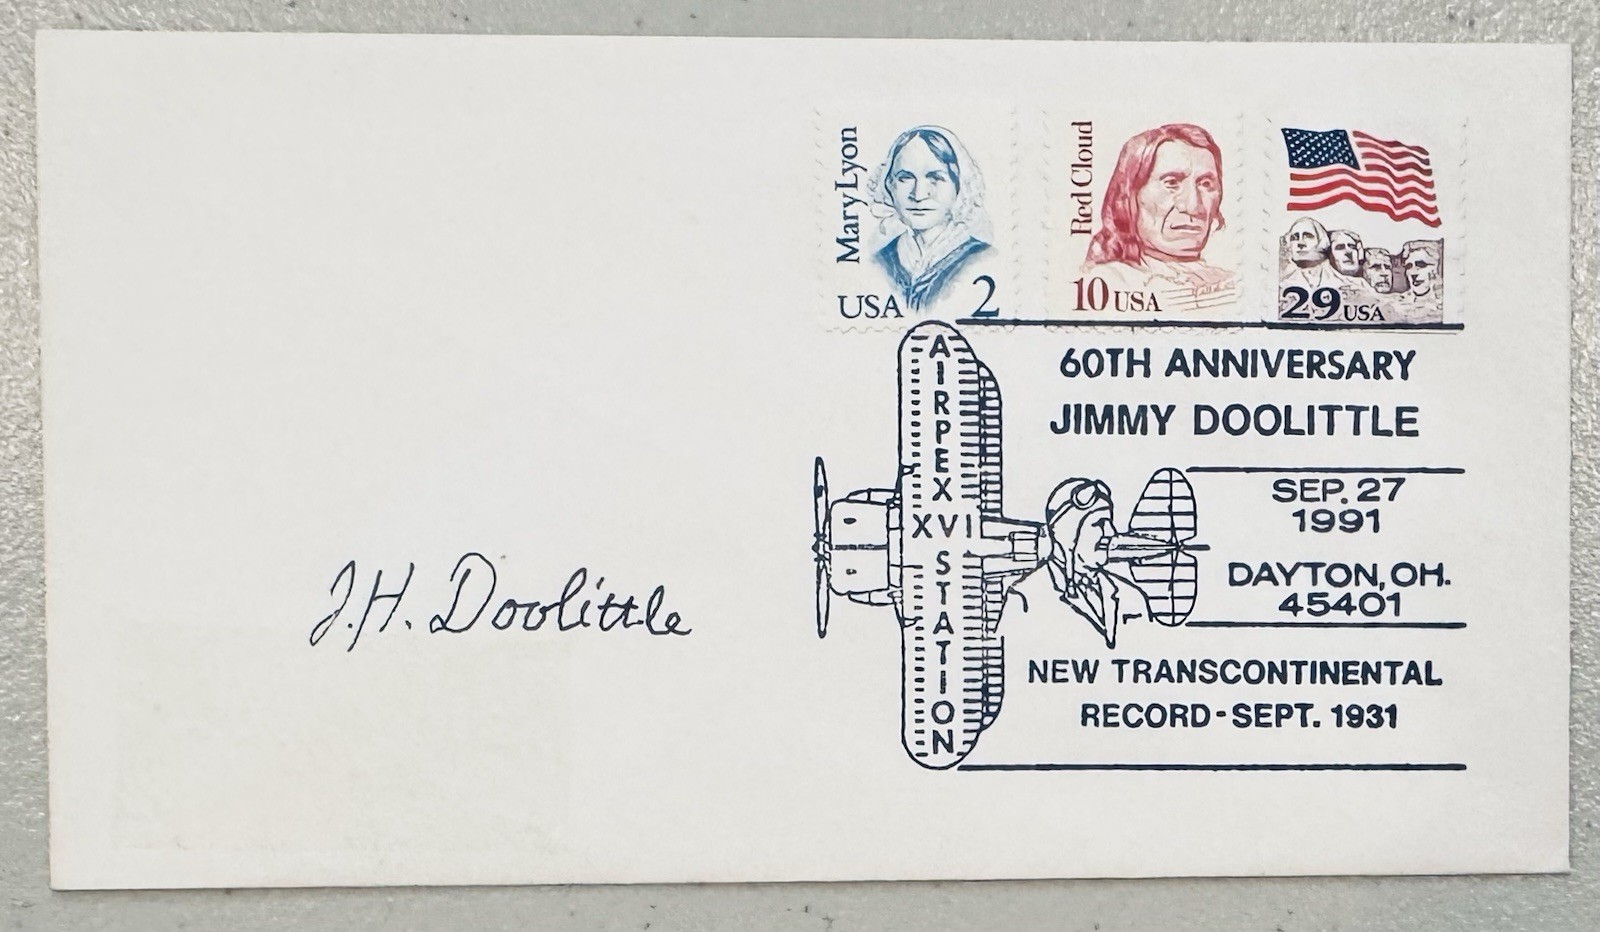 Mary Lyon
USA 2
Red Cloud
10 USA
29 USA
AIRPEX
XVI
STATION
60TH ANNIVERSARY
JIMMY DOOLITTLE
SEP. 27
1991
DAYTON, OH.
45401
NEW TRANSCONTINENTAL
RECORD - SEPT. 1931
J.H. Doolittle